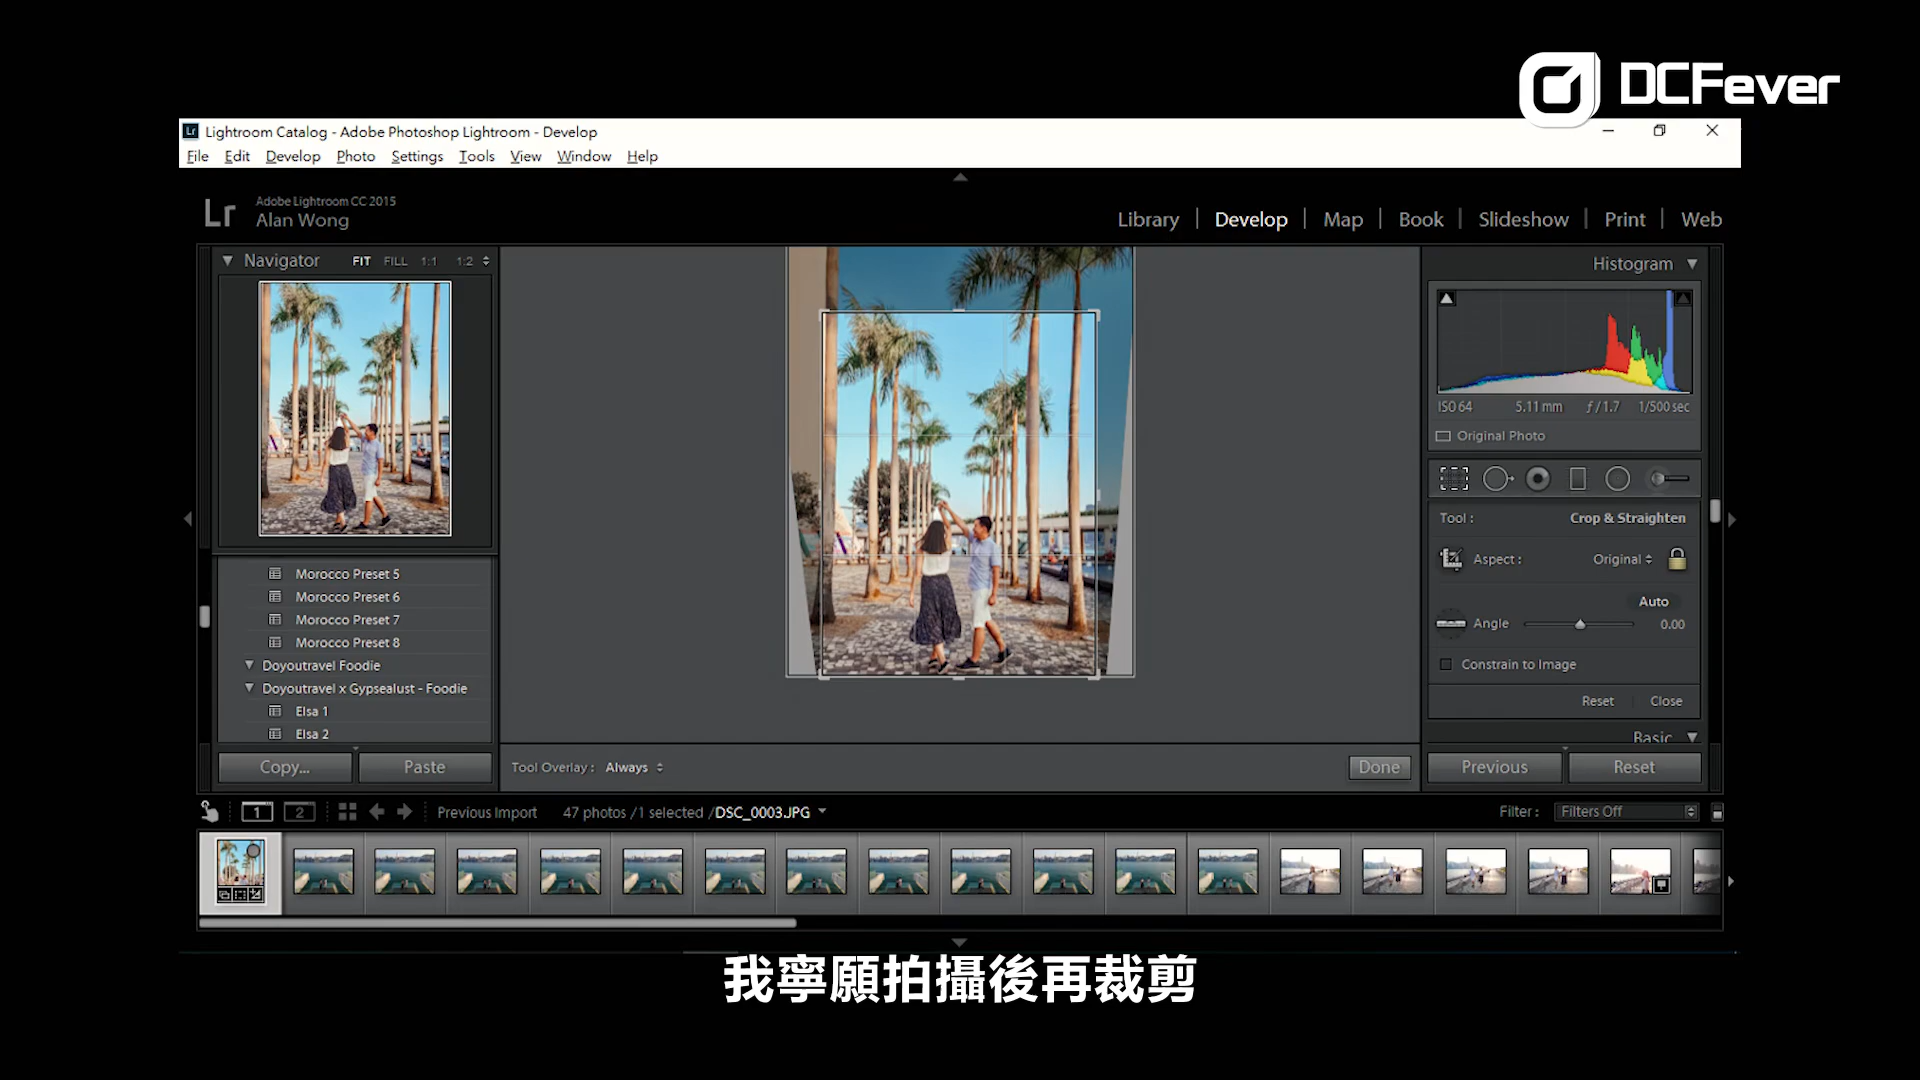 DCFever
Lr Lightroom Catalog - Adobe Photoshop Lightroom - Develop
File Edit Develop Photo Settings Tools View Window Help
Lr Adobe Lightroom CC 2015
Alan Wong
Library | Develop | Map | Book | Slideshow | Print | Web
Navigator FIT FILL 1:1 1:2
Histogram
ISO 64 5.11 mm ƒ / 1.7 1/500 sec
Original Photo
Tool : Crop & Straighten
Aspect : Original
Auto
Angle 0.00
Constrain to Image
Reset Close
Basic
Morocco Preset 5
Morocco Preset 6
Morocco Preset 7
Morocco Preset 8
Doyoutravel Foodie
Doyoutravel x Gypsealust - Foodie
Elsa 1
Elsa 2
Copy... Paste
Tool Overlay : Always
Done
Previous Reset
1 2 Previous Import 47 photos /1 selected /DSC_0003.JPG
Filter : Filters Off
我寧願拍攝後再裁剪